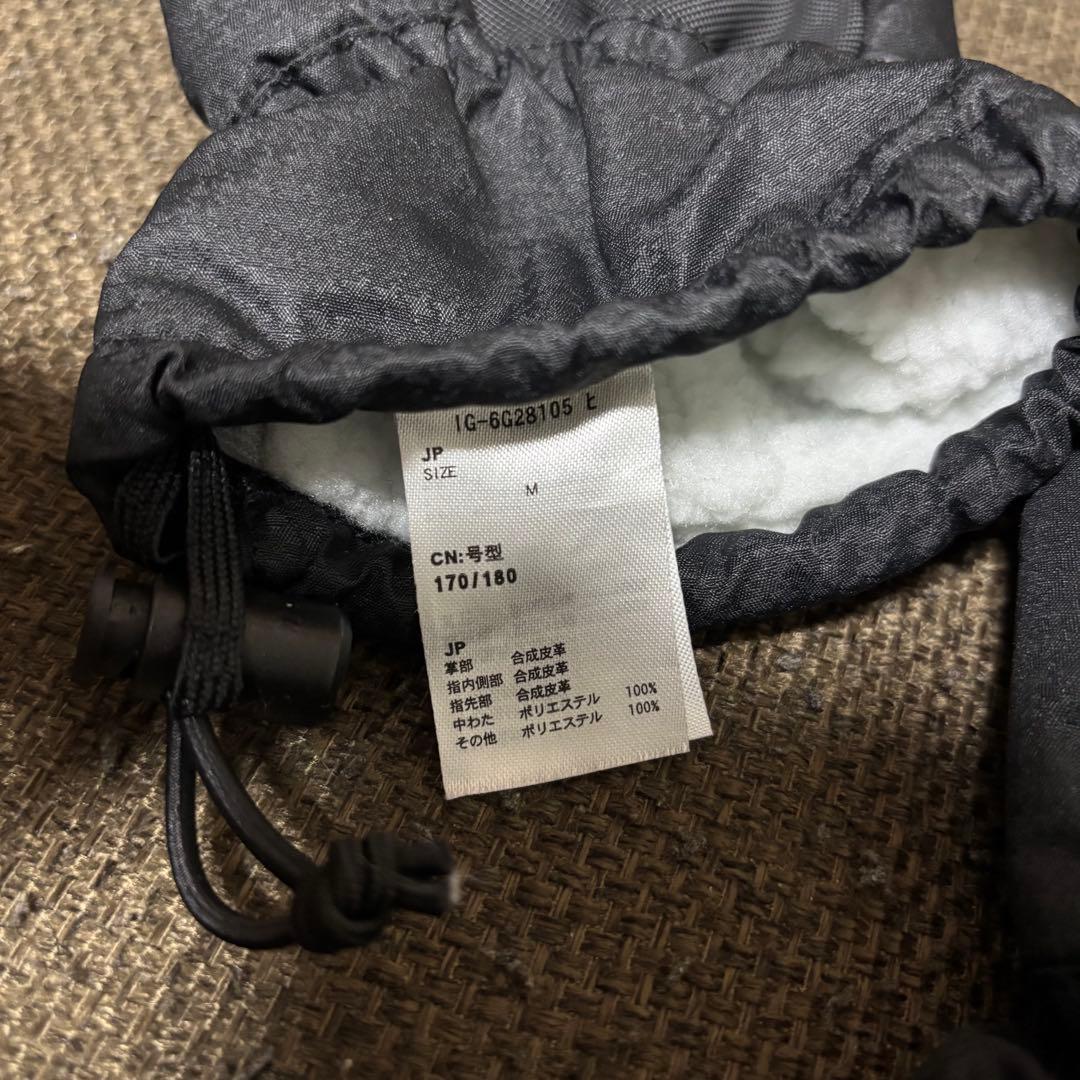 IG-6G28105 ヒ
JP
SIZE
M
CN:号型
170/180
JP
掌部 合成皮革
指内側部 合成皮革
指先部 合成皮革
中わた ポリエステル 100%
その他 ポリエステル 100%